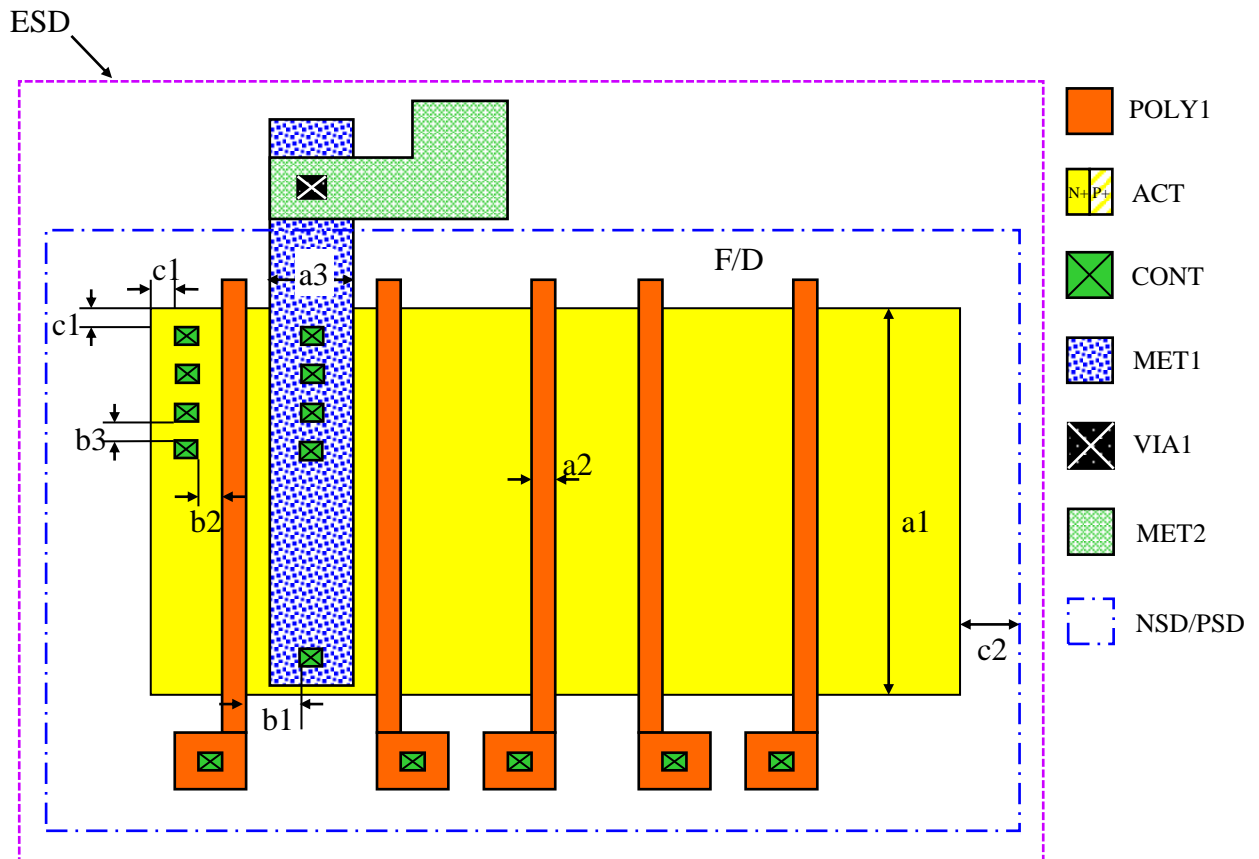 ESD
POLY1
N+ P+
ACT
F/D
c1
a3
CONT
c1
MET1
b3
VIA1
a2
b2
a1
MET2
NSD/PSD
c2
b1